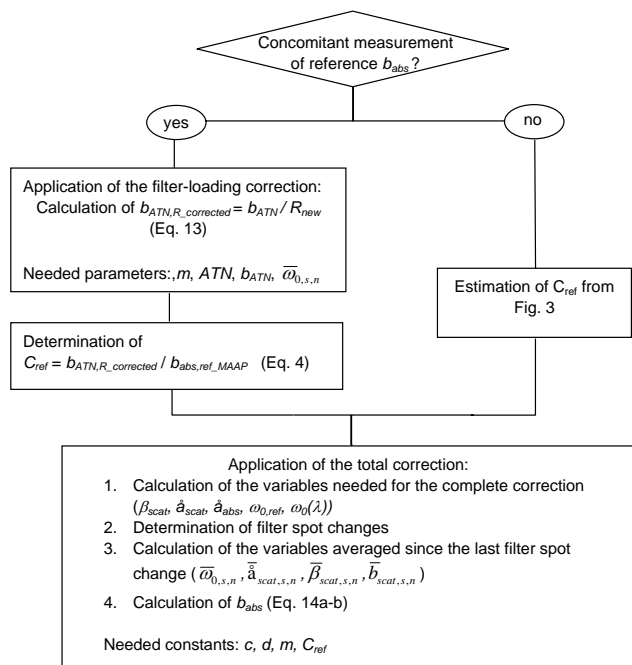 Concomitant measurement
of reference b_abs?
yes
no
Application of the filter-loading correction:
Calculation of b_ATN,R_corrected = b_ATN / R_new
(Eq. 13)
Needed parameters:,m, ATN, b_ATN, ω̅_0,s,n
Estimation of C_ref from
Fig. 3
Determination of
C_ref = b_ATN,R_corrected / b_abs,ref_MAAP (Eq. 4)
Application of the total correction:
1. Calculation of the variables needed for the complete correction
(β_scat, å_scat, å_abs, ω_0,ref, ω_0(λ))
2. Determination of filter spot changes
3. Calculation of the variables averaged since the last filter spot
change ( ω̅_0,s,n , å̅_scat,s,n , β̅_scat,s,n , b̅_scat,s,n )
4. Calculation of b_abs (Eq. 14a-b)
Needed constants: c, d, m, C_ref